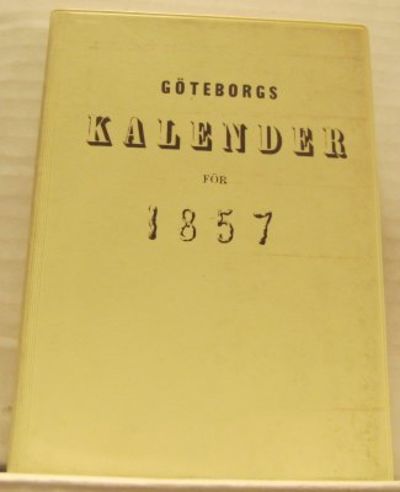 GÖTEBORGS
KALENDER
FÖR
1857